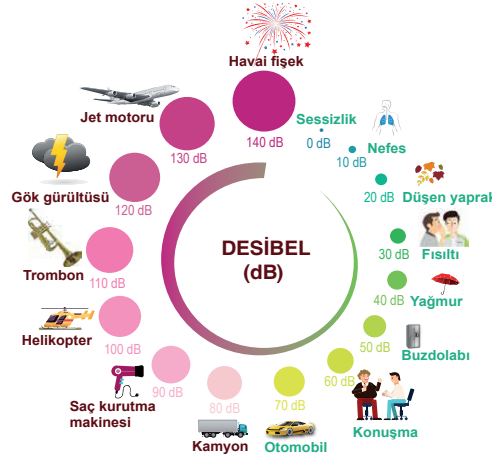 Havai fişek
140 dB
Sessizlik
0 dB
Nefes
10 dB
20 dB
Düşen yaprak
30 dB
Fısıltı
40 dB
Yağmur
50 dB
Buzdolabı
60 dB
Konuşma
70 dB
Otomobil
80 dB
Kamyon
90 dB
Saç kurutma
makinesi
100 dB
Helikopter
110 dB
Trombon
120 dB
Gök gürültüsü
130 dB
Jet motoru
DESİBEL
(dB)